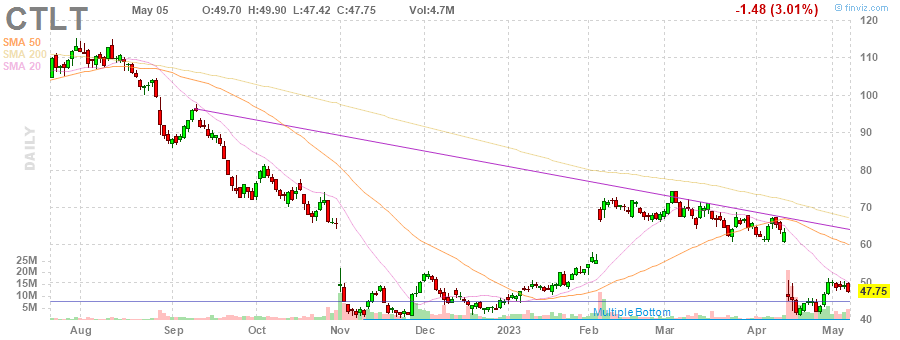 CTLT May 05 O:49.70 H:49.90 L:47.42 C:47.75 Vol:4.7M -1.48 (3.01%) © finviz.com
SMA 50
SMA 200
SMA 20
DAILY
120
110
100
90
80
70
60
50
47.75
40
25M
20M
15M
10M
5M
Multiple Bottom
Aug Sep Oct Nov Dec 2023 Feb Mar Apr May